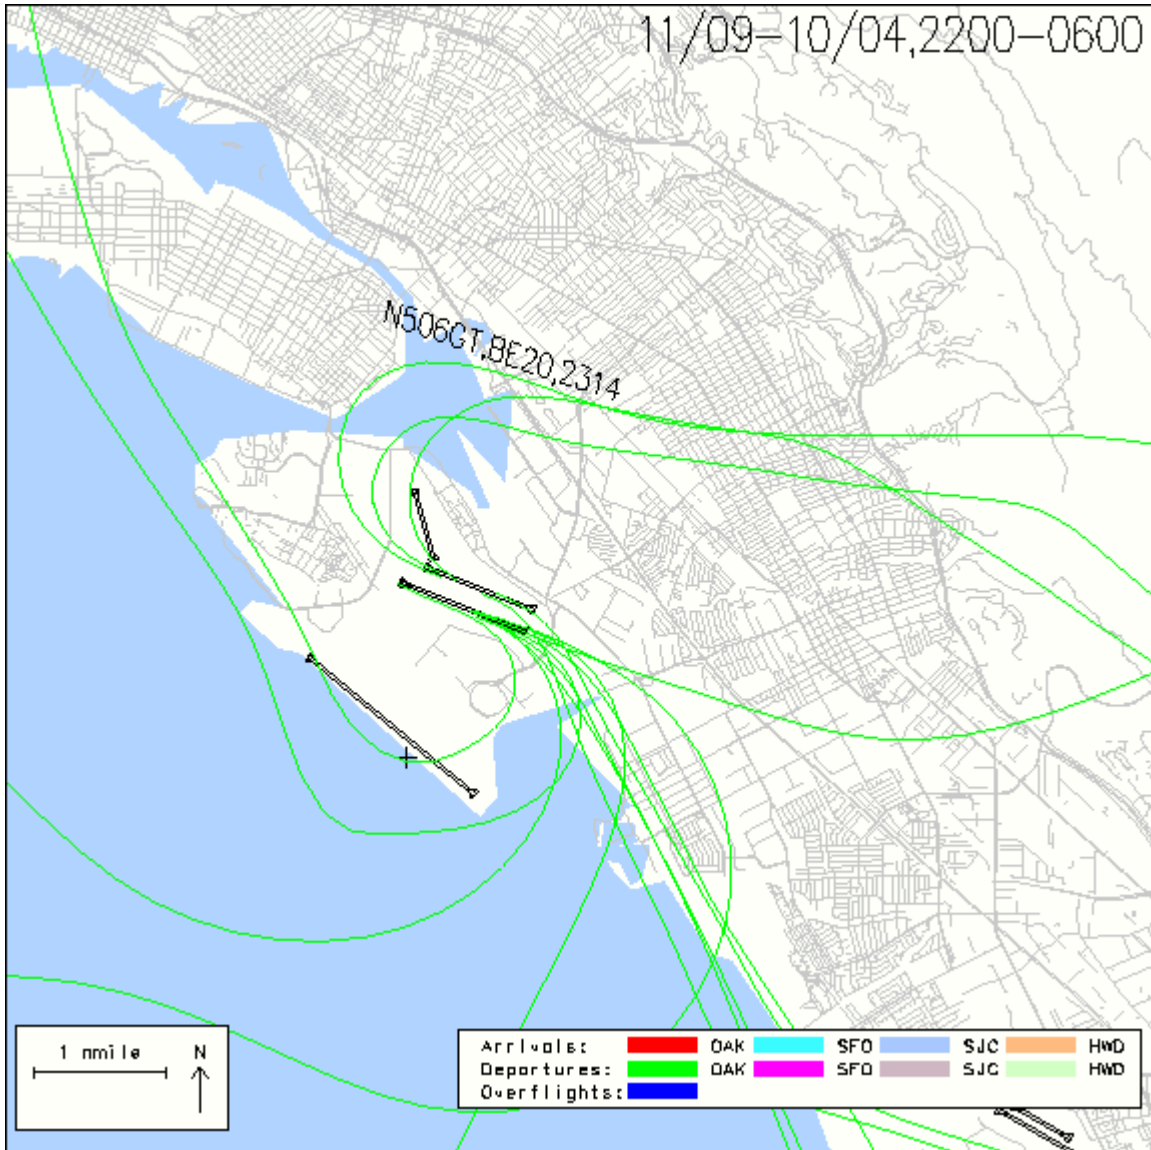 11/09-10/04,2200-0600
N506GT,BE20,2314
1 nmile N
Arrivals: OAK SFO SJC HWD
Departures: OAK SFO SJC HWD
Overflights: